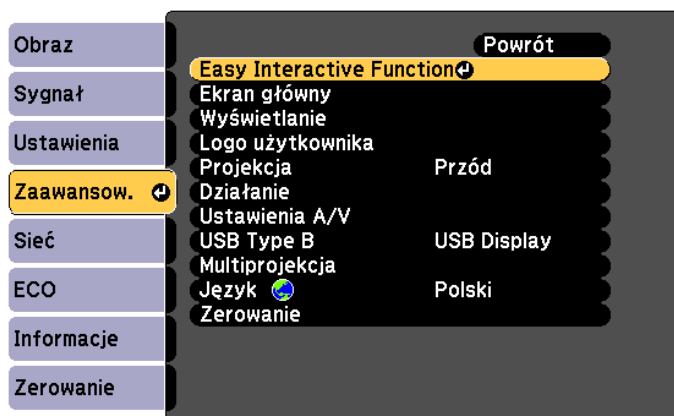 Obraz
Sygnał
Ustawienia
Zaawansow.
Sieć
ECO
Informacje
Zerowanie
Powrót
Easy Interactive Function
Ekran główny
Wyświetlanie
Logo użytkownika
Projekcja Przód
Działanie
Ustawienia A/V
USB Type B USB Display
Multiprojekcja
Język Polski
Zerowanie